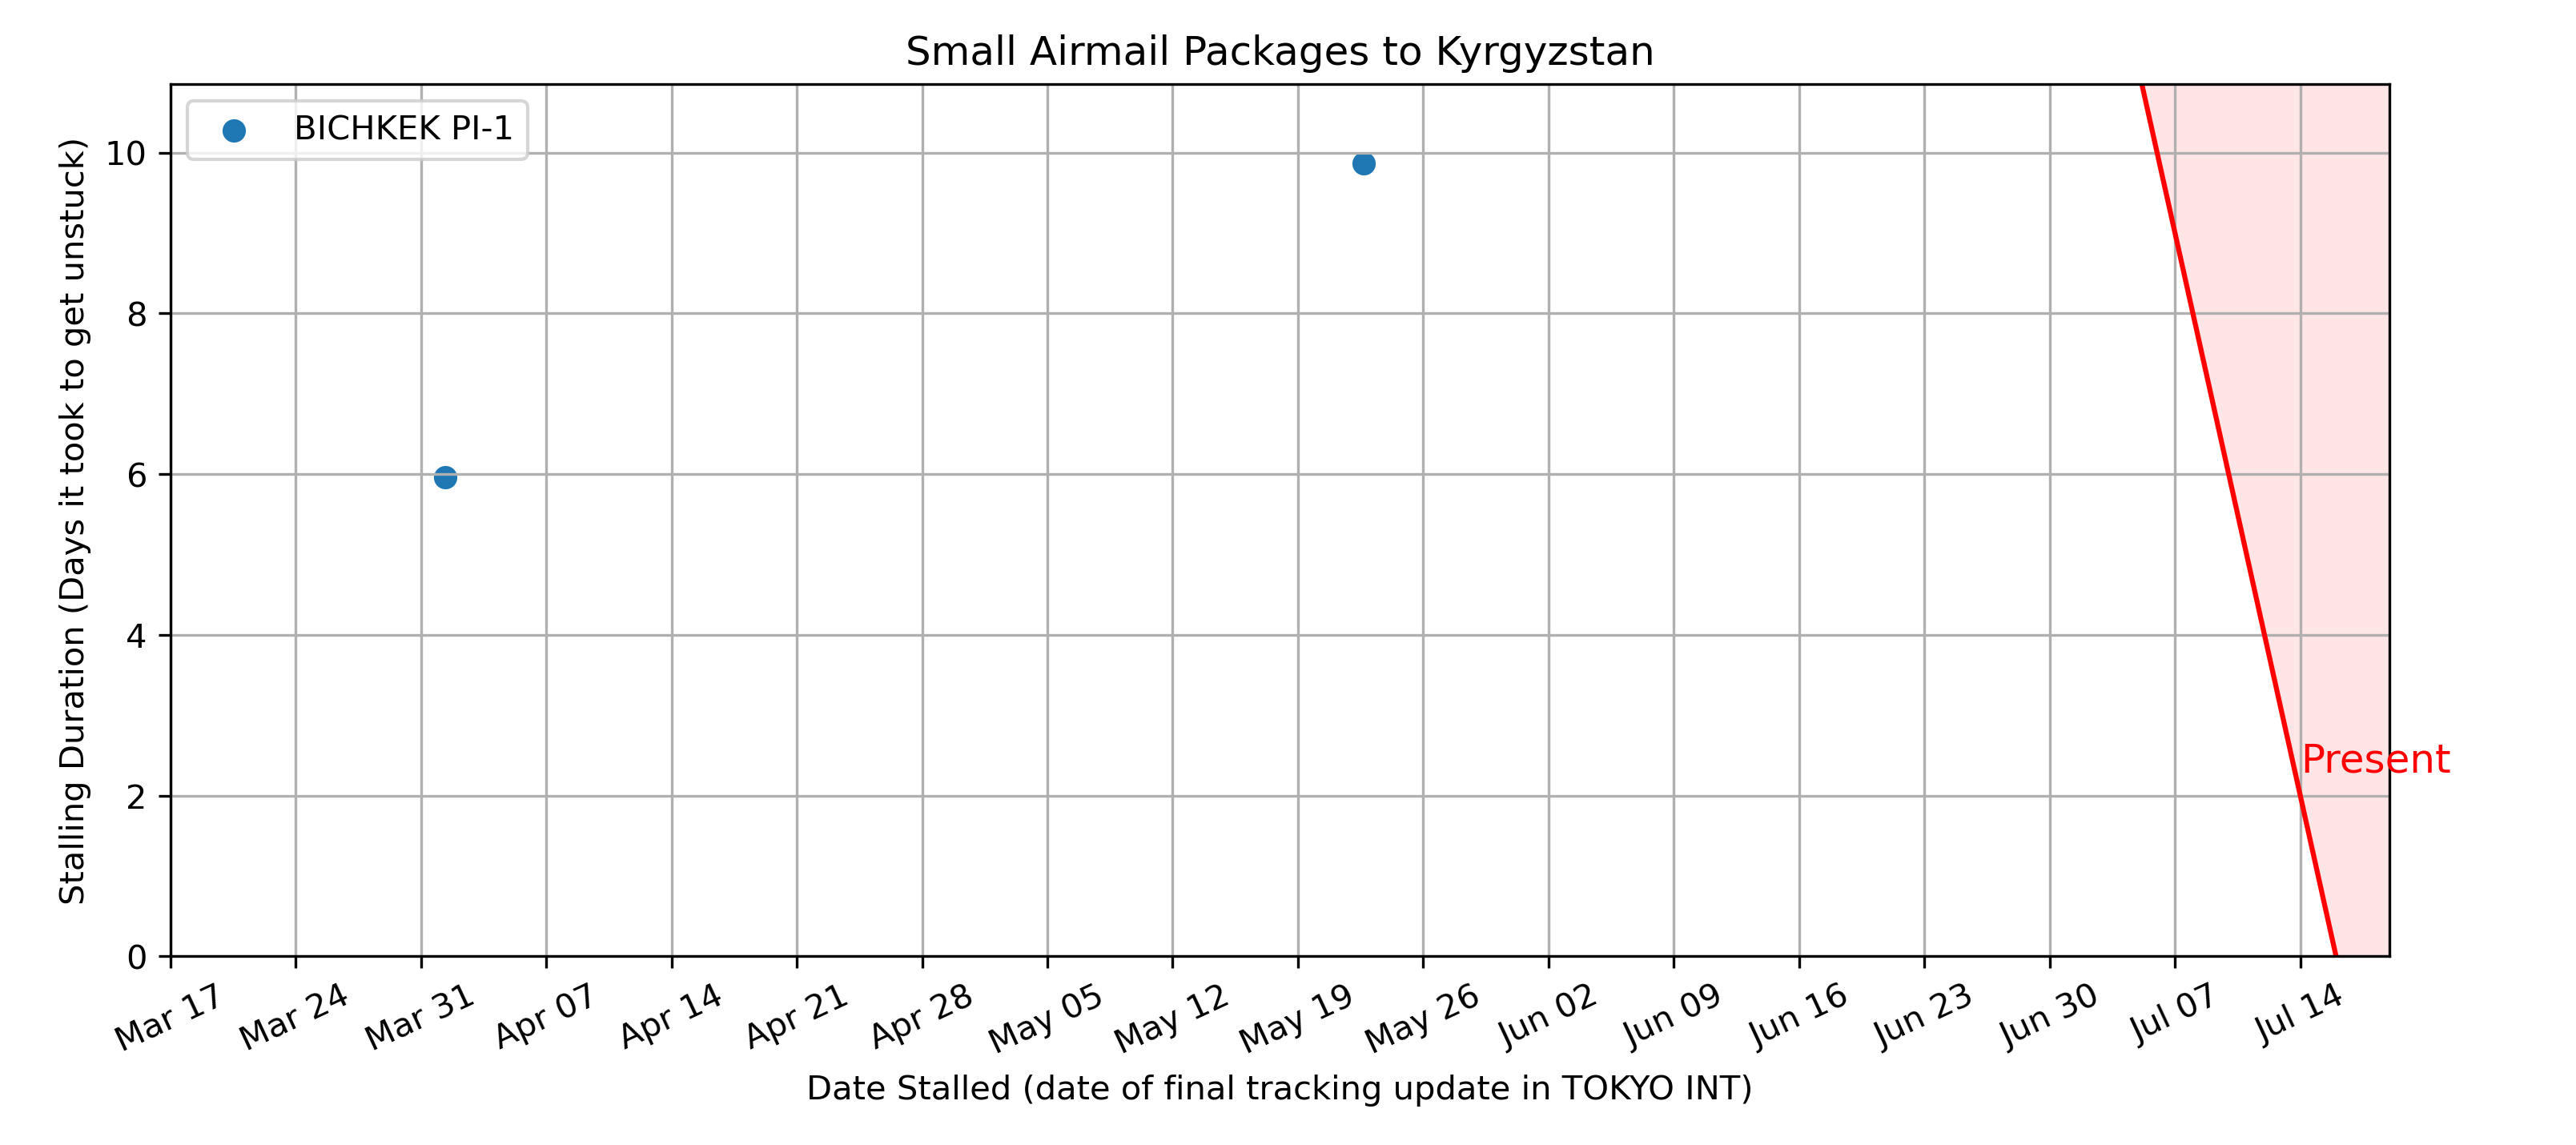 Small Airmail Packages to Kyrgyzstan
BICHKEK PI-1
Stalling Duration (Days it took to get unstuck)
10
8
6
4
2
0
Present
Mar 17
Mar 24
Mar 31
Apr 07
Apr 14
Apr 21
Apr 28
May 05
May 12
May 19
May 26
Jun 02
Jun 09
Jun 16
Jun 23
Jun 30
Jul 07
Jul 14
Date Stalled (date of final tracking update in TOKYO INT)